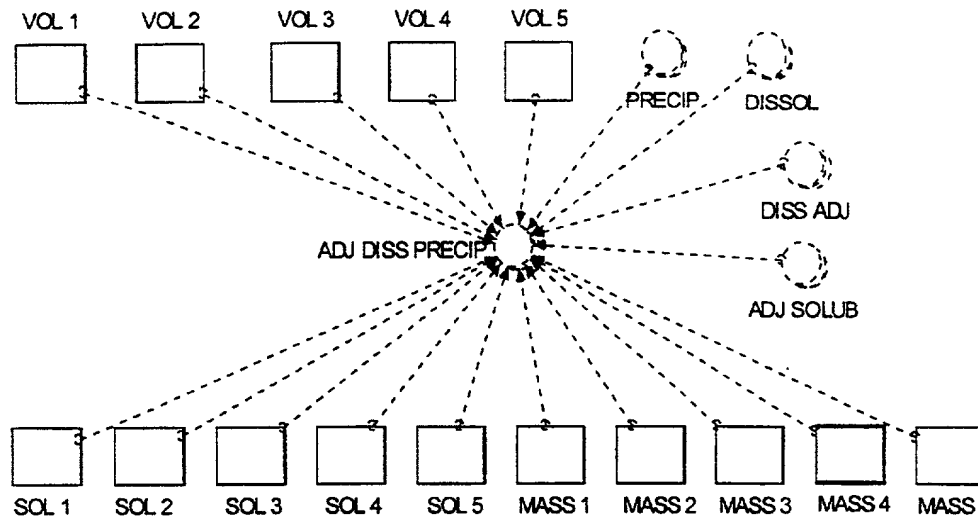 VOL 1 VOL 2 VOL 3 VOL 4 VOL 5
PRECIP DISSOL
DISS ADJ
ADJ DISS PRECIP
ADJ SOLUB
SOL 1 SOL 2 SOL 3 SOL 4 SOL 5 MASS 1 MASS 2 MASS 3 MASS 4 MASS